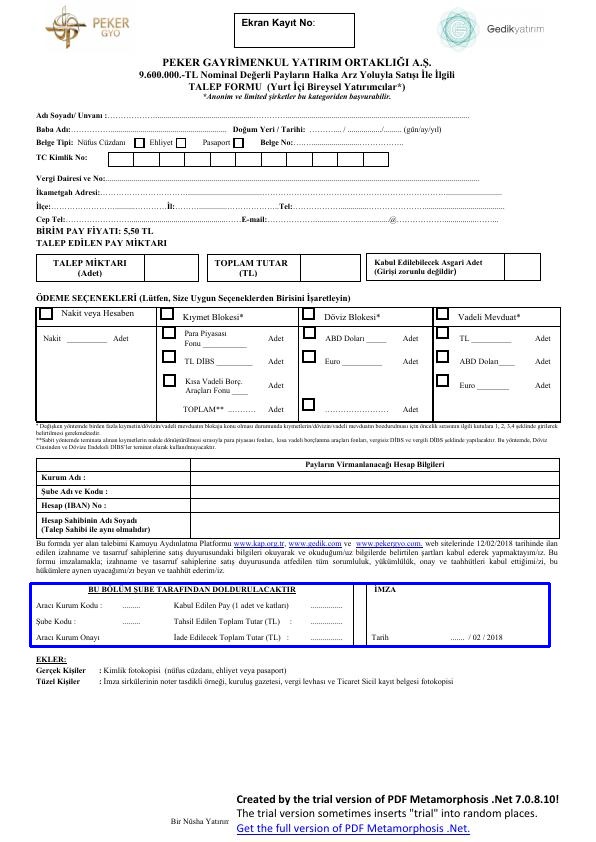 PEKER
GYO
Ekran Kayıt No:
Gedikyatırım
PEKER GAYRİMENKUL YATIRIM ORTAKLIĞI A.Ş.
9.600.000.-TL Nominal Değerli Payların Halka Arz Yoluyla Satışı İle İlgili
TALEP FORMU (Yurt İçi Bireysel Yatırımcılar*)
*Anonim ve limited şirketler bu kategoriden başvurabilir.
Adı Soyadı/ Unvanı :
Baba Adı: Doğum Yeri / Tarihi: / / (gün/ay/yıl)
Belge Tipi: Nüfus Cüzdanı Ehliyet Pasaport Belge No:
TC Kimlik No:
Vergi Dairesi ve No:
İkametgah Adresi:
İlçe: İl: Tel:
Cep Tel: E-mail: @
BİRİM PAY FİYATI: 5,50 TL
TALEP EDİLEN PAY MİKTARI
TALEP MİKTARI (Adet) TOPLAM TUTAR (TL) Kabul Edilebilecek Asgari Adet (Girişi zorunlu değildir)
ÖDEME SEÇENEKLERİ (Lütfen, Size Uygun Seçeneklerden Birisini İşaretleyin)
Nakit veya Hesaben Kıymet Blokesi* Döviz Blokesi* Vadeli Mevduat*
Nakit ________ Adet Para Piyasası Fonu ________ Adet ABD Doları____ Adet TL ________ Adet
TL DİBS ________ Adet Euro ________ Adet ABD Doları____ Adet
Kısa Vadeli Borç. Araçları Fonu ____ Adet Euro ________ Adet
TOPLAM** .......... Adet ...................... Adet
* Değişken yöntemde birden fazla kıymetin/dövizin/vadeli mevduatın blokaja konu olması durumunda kıymetlerin/dövizin/vadeli mevduatın bozdurulması için öncelik sırasının ilgili kutulara 1, 2,3,4 şeklinde girilerek
belirtilmesi gerekmektedir.
**Sabit yöntemde teminata alınan kıymetlerin nakde dönüştürülmesi sırasıyla para piyasası fonları, kısa vadeli borçlanma araçları fonları, vergisiz DİBS ve vergili DİBS şeklinde yapılacaktır. Bu yöntemde, Döviz
Cinsinden ve Dövize Endeksli DİBS'ler teminat olarak kullanılmayacaktır.
Payların Virmanlanacağı Hesap Bilgileri
Kurum Adı :
Şube Adı ve Kodu :
Hesap (IBAN) No :
Hesap Sahibinin Adı Soyadı
(Talep Sahibi ile aynı olmalıdır)
Bu formda yer alan talebimi Kamuyu Aydınlatma Platformu www.kap.org.tr, www.gedik.com ve www.pekergyo.com, web sitelerinde 12/02/2018 tarihinde ilan
edilen izahname ve tasarruf sahiplerine satış duyurusundaki bilgileri okuyarak ve okuduğum/uz bilgilerde belirtilen şartları kabul ederek yapmaktayım/ız. Bu
formu imzalamakla; izahname ve tasarruf sahiplerine satış duyurusunda atfedilen tüm sorumluluk, yükümlülük, onay ve taahhütleri kabul ettiğimi/zi, bu
hükümlere aynen uyacağımı/zı beyan ve taahhüt ederim/iz.
BU BÖLÜM ŞUBE TARAFINDAN DOLDURULACAKTIR İMZA
Aracı Kurum Kodu : ........ Kabul Edilen Pay (1 adet ve katları) ..............
Şube Kodu : ........ Tahsil Edilen Toplam Tutar (TL) : ..............
Aracı Kurum Onayı İade Edilecek Toplam Tutar (TL) : .............. Tarih ....... / 02 / 2018
EKLER:
Gerçek Kişiler : Kimlik fotokopisi (nüfus cüzdanı, ehliyet veya pasaport)
Tüzel Kişiler : İmza sirkülerinin noter tasdikli örneği, kuruluş gazetesi, vergi levhası ve Ticaret Sicil kayıt belgesi fotokopisi
Created by the trial version of PDF Metamorphosis .Net 7.0.8.10!
The trial version sometimes inserts "trial" into random places.
Bir Nüsha Yatırım
Get the full version of PDF Metamorphosis .Net.